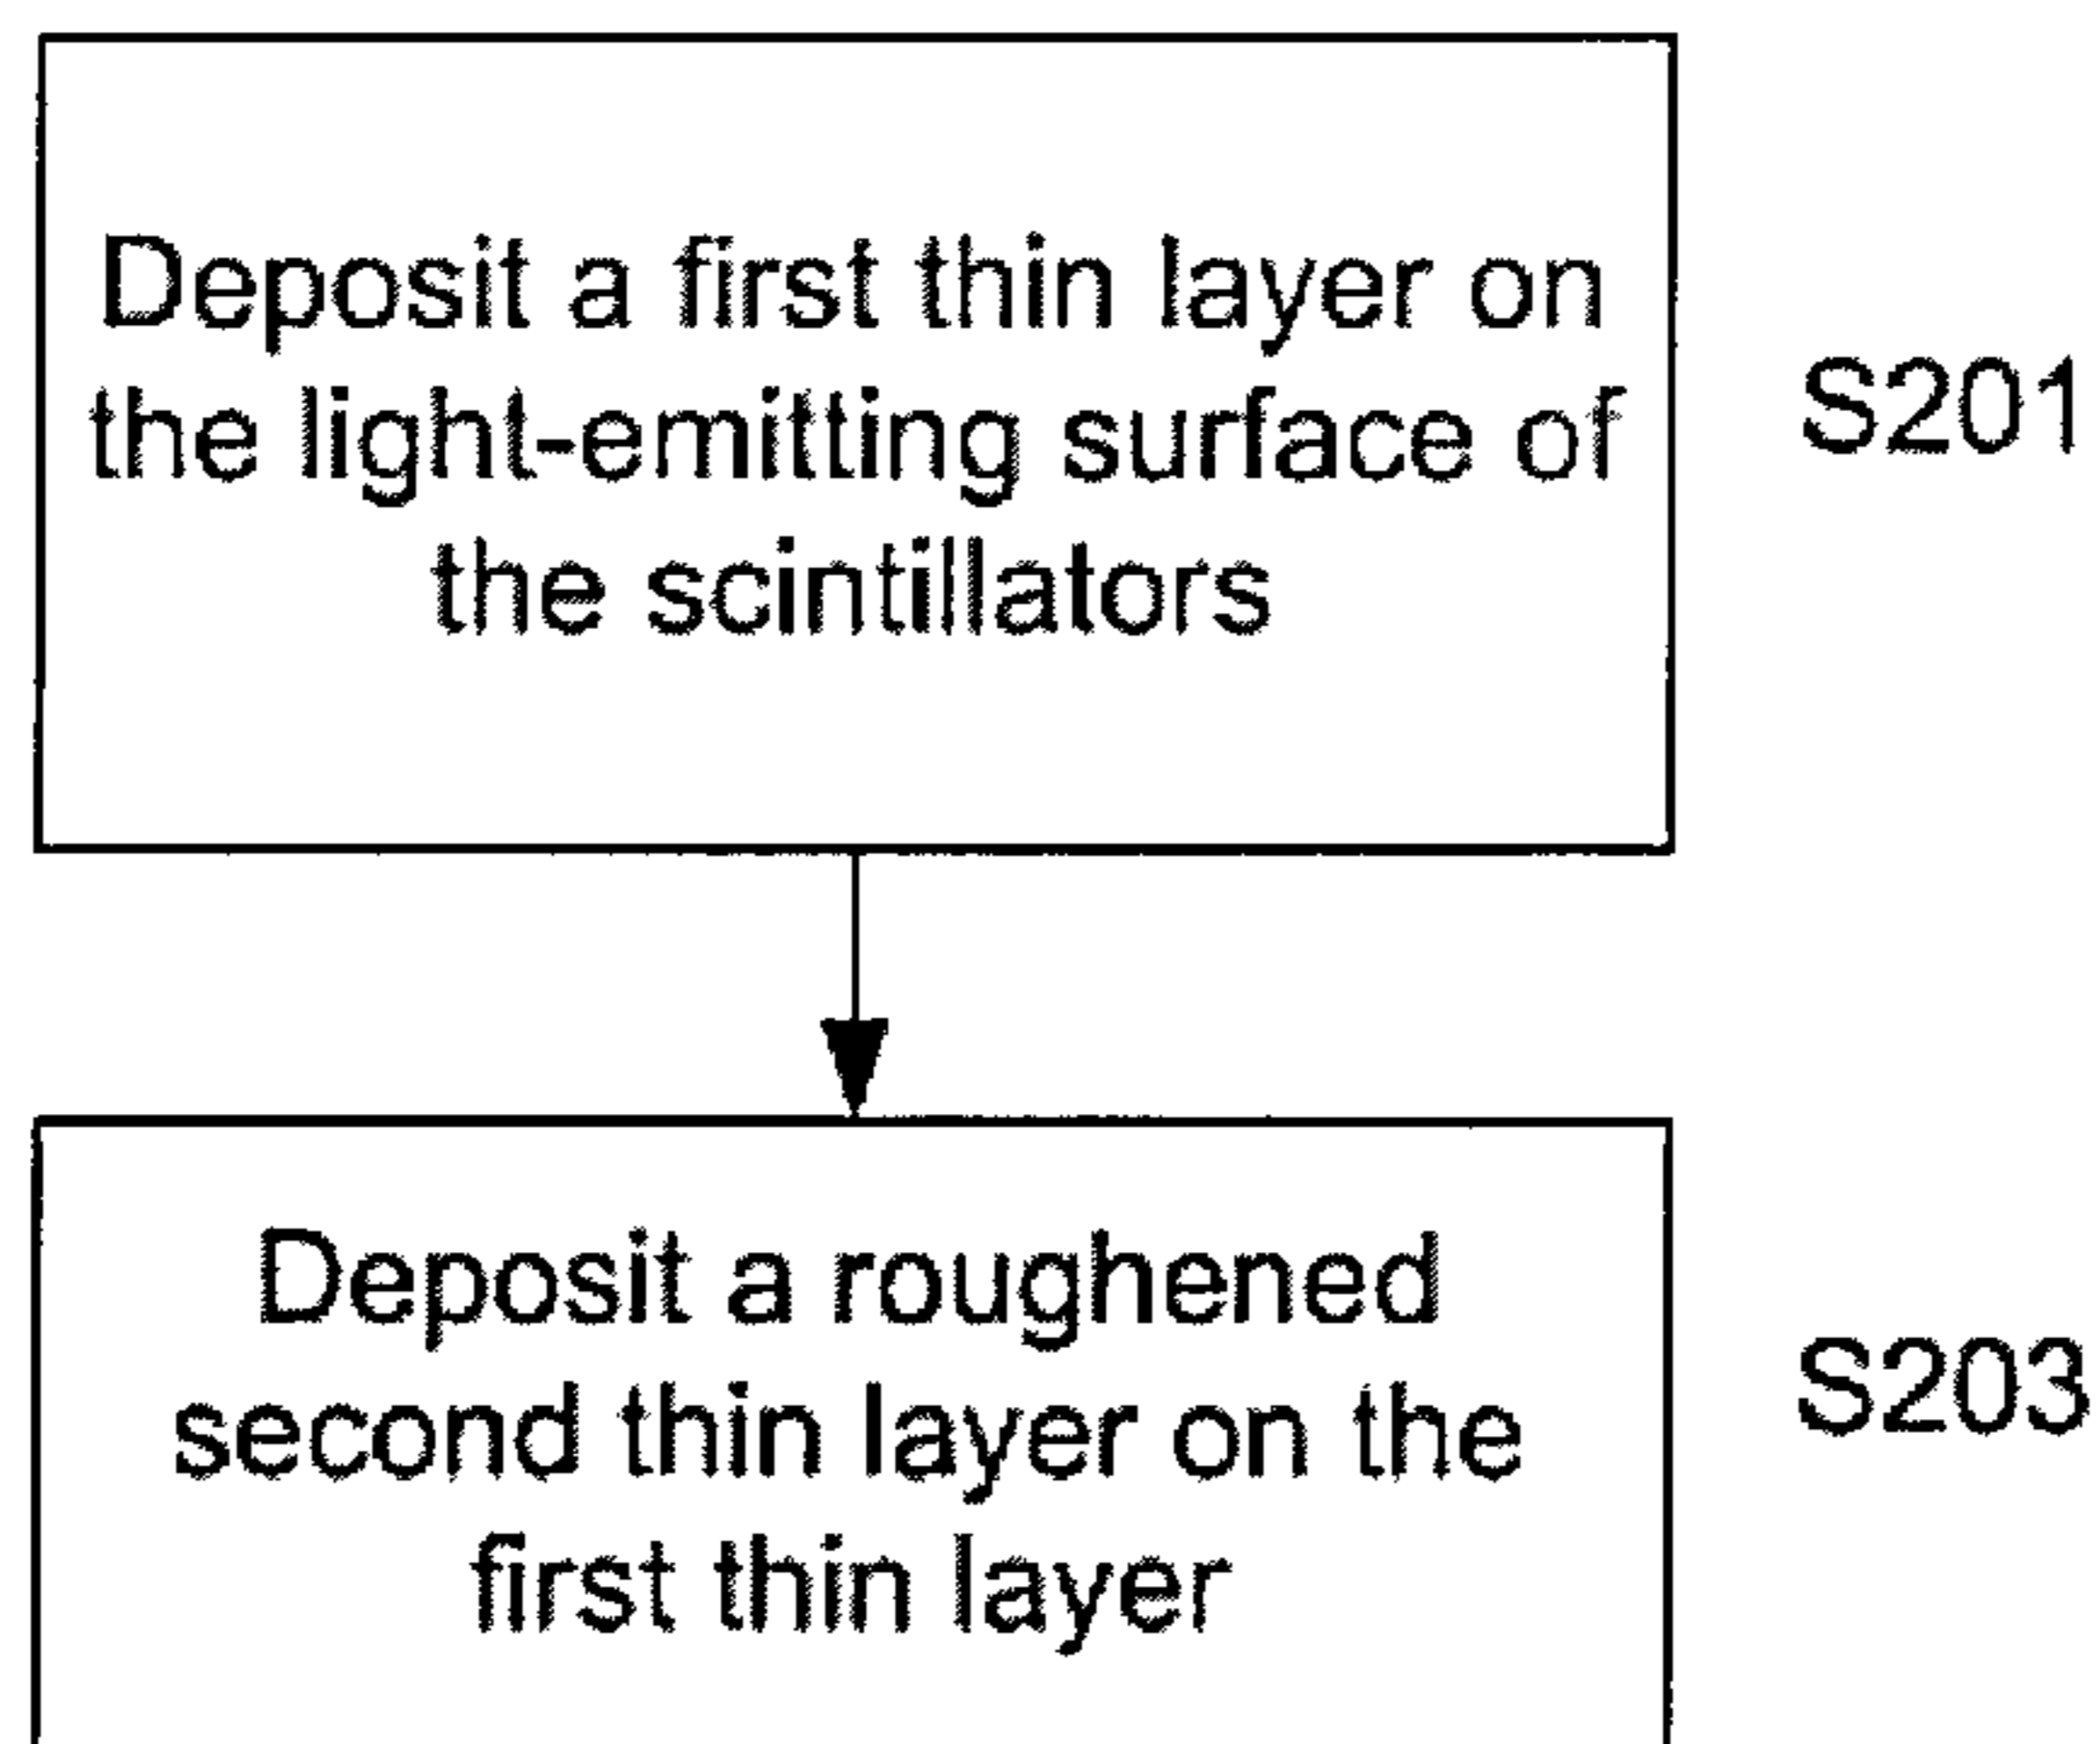 Deposit a first thin layer on
the light-emitting surface of
the scintillators
S201
Deposit a roughened
second thin layer on the
first thin layer
S203